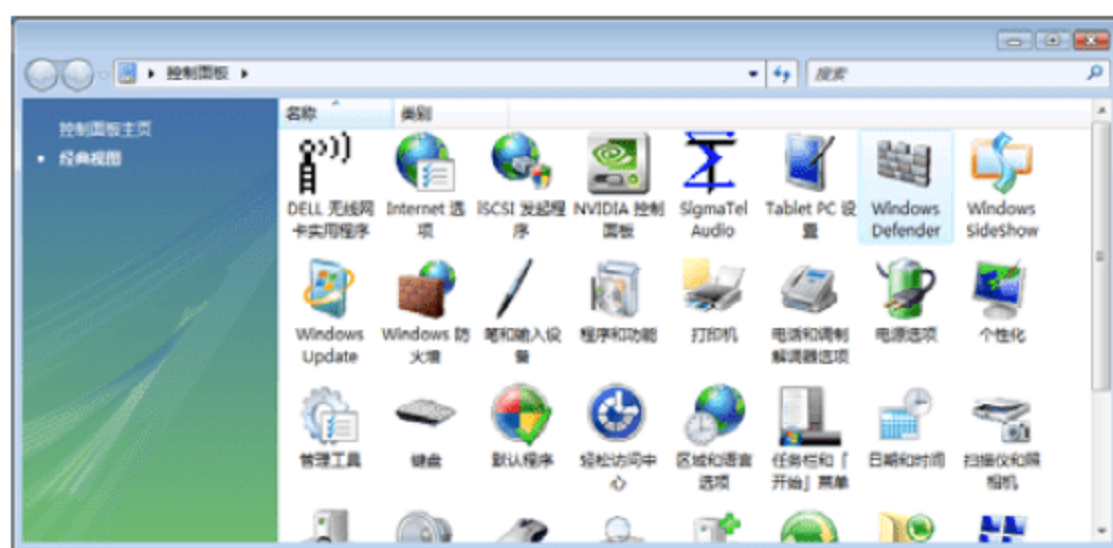 控制面板
搜索
控制面板主页
经典视图
名称
类别
DELL 无线网
卡实用程序
Internet 选
项
iSCSI 发起程
序
NVIDIA 控制
面板
SigmaTel
Audio
Tablet PC 设
置
Windows
Defender
Windows
SideShow
Windows
Update
Windows 防
火墙
笔和输入设
备
程序和功能
打印机
电话和调制
解调器选项
电源选项
个性化
管理工具
键盘
默认程序
轻松访问中
心
区域和语言
选项
任务栏和「
开始」菜单
日期和时间
扫描仪和照
相机